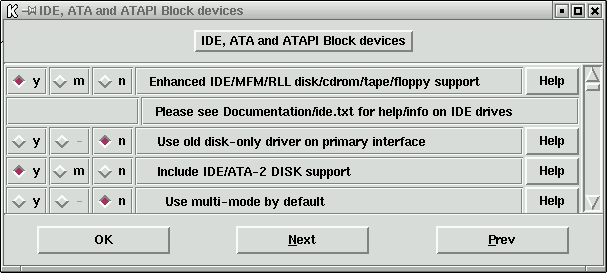 K IDE, ATA and ATAPI Block devices
IDE, ATA and ATAPI Block devices
y m n Enhanced IDE/MFM/RLL disk/cdrom/tape/floppy support Help
Please see Documentation/ide.txt for help/info on IDE drives
y - n Use old disk-only driver on primary interface Help
y m n Include IDE/ATA-2 DISK support Help
y - n Use multi-mode by default Help
OK Next Prev